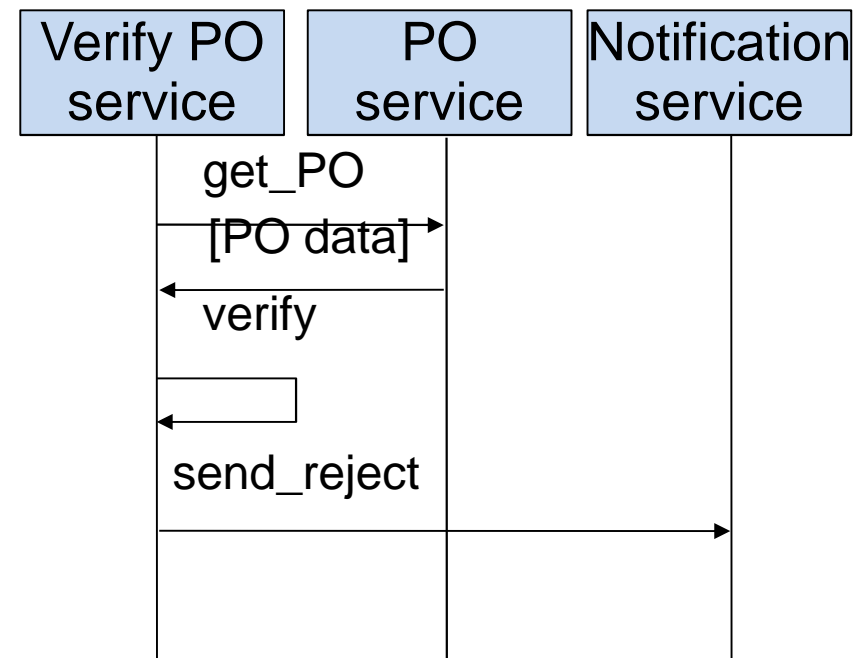 Verify PO
service
PO
service
Notification
service
get_PO
[PO data]
verify
send_reject